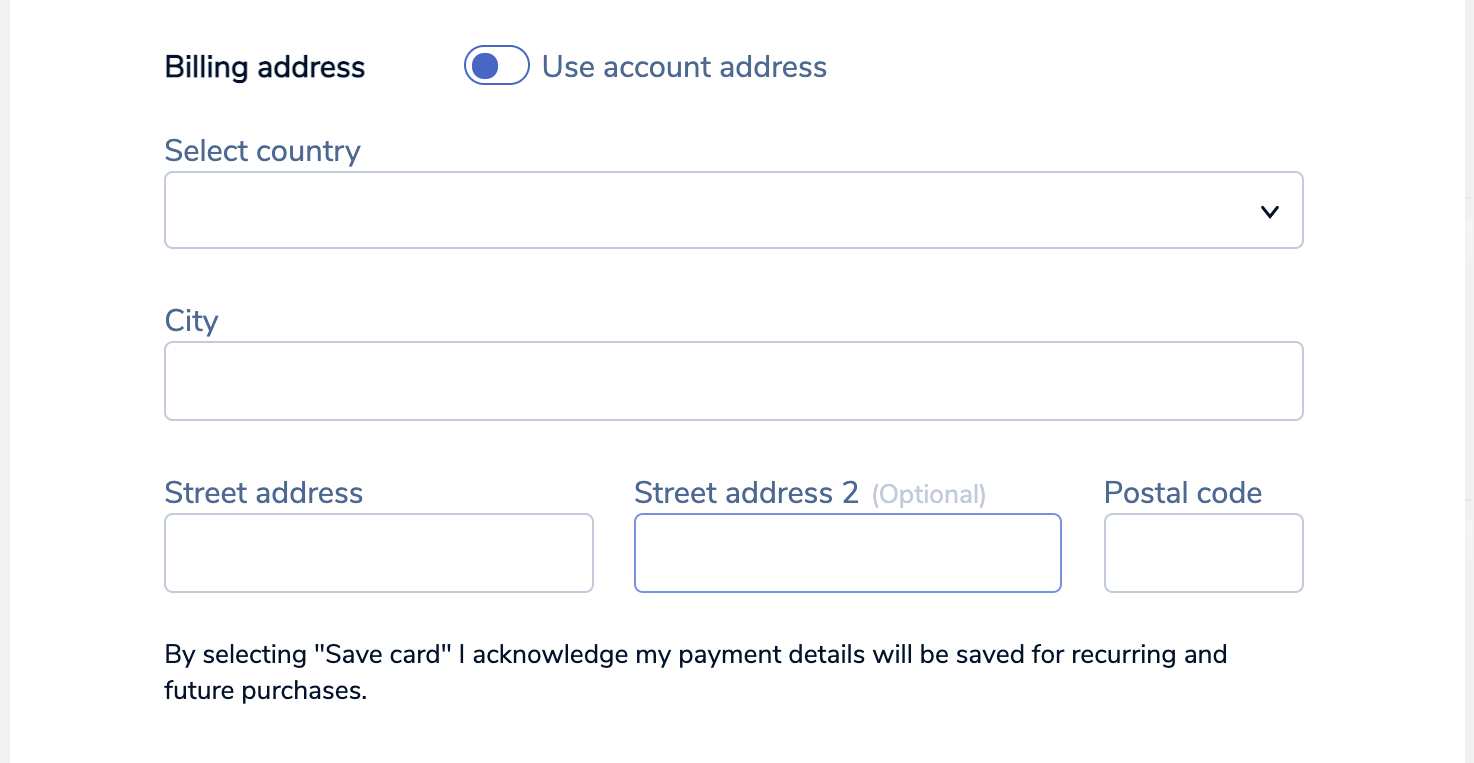 Billing address Use account address
Select country
City
Street address Street address 2 (Optional) Postal code
By selecting "Save card" I acknowledge my payment details will be saved for recurring and
future purchases.